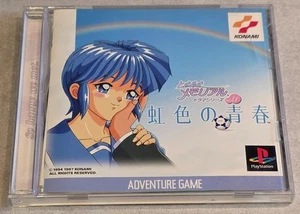 KONAMI
ときめき
メモリアル
ドラマシリーズ
虹色の青春
© 1994 1997 KONAMI
ALL RIGHTS RESERVED.
PlayStation
ADVENTURE GAME